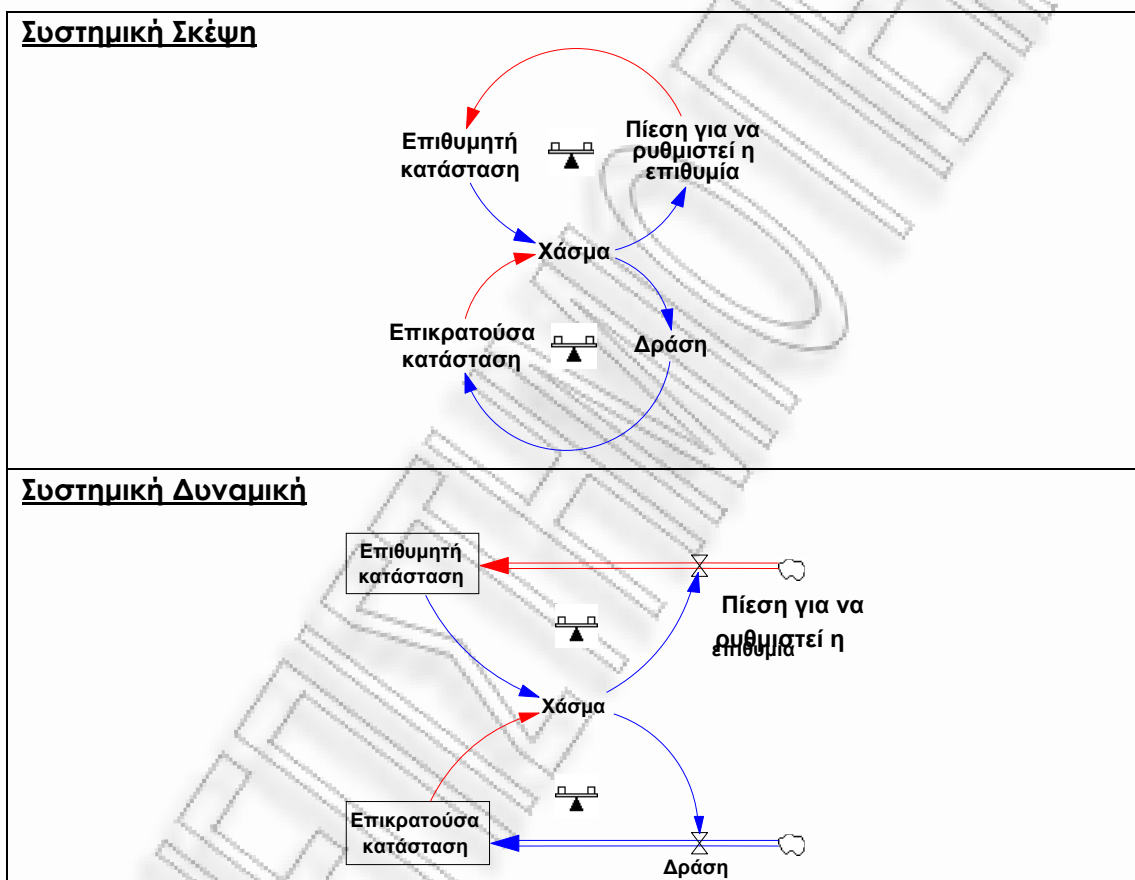 Συστημική Σκέψη
Επιθυμητή
κατάσταση
Πίεση για να
ρυθμιστεί η
επιθυμία
Χάσμα
Επικρατούσα
κατάσταση
Δράση
Συστημική Δυναμική
Επιθυμητή
κατάσταση
Πίεση για να
ρυθμιστεί η
επιθυμία
Χάσμα
Επικρατούσα
κατάσταση
Δράση